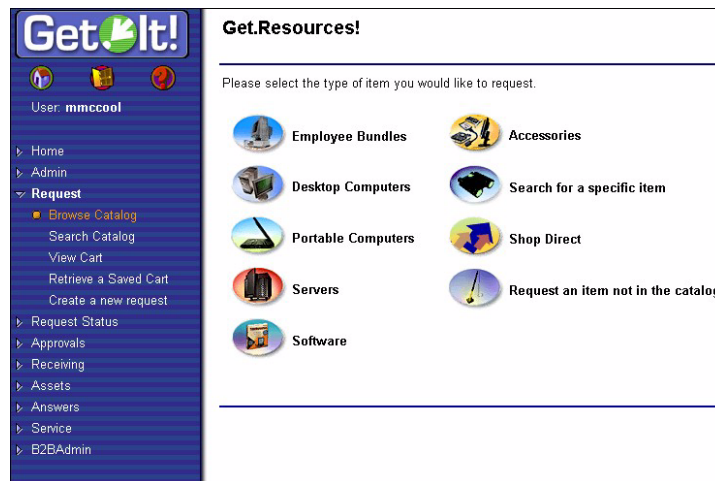 Get.It!
User: mmccool
Home
Admin
Request
Browse Catalog
Search Catalog
View Cart
Retrieve a Saved Cart
Create a new request
Request Status
Approvals
Receiving
Assets
Answers
Service
B2BAdmin
Get.Resources!
Please select the type of item you would like to request.
Employee Bundles
Accessories
Desktop Computers
Search for a specific item
Portable Computers
Shop Direct
Servers
Request an item not in the catalog
Software